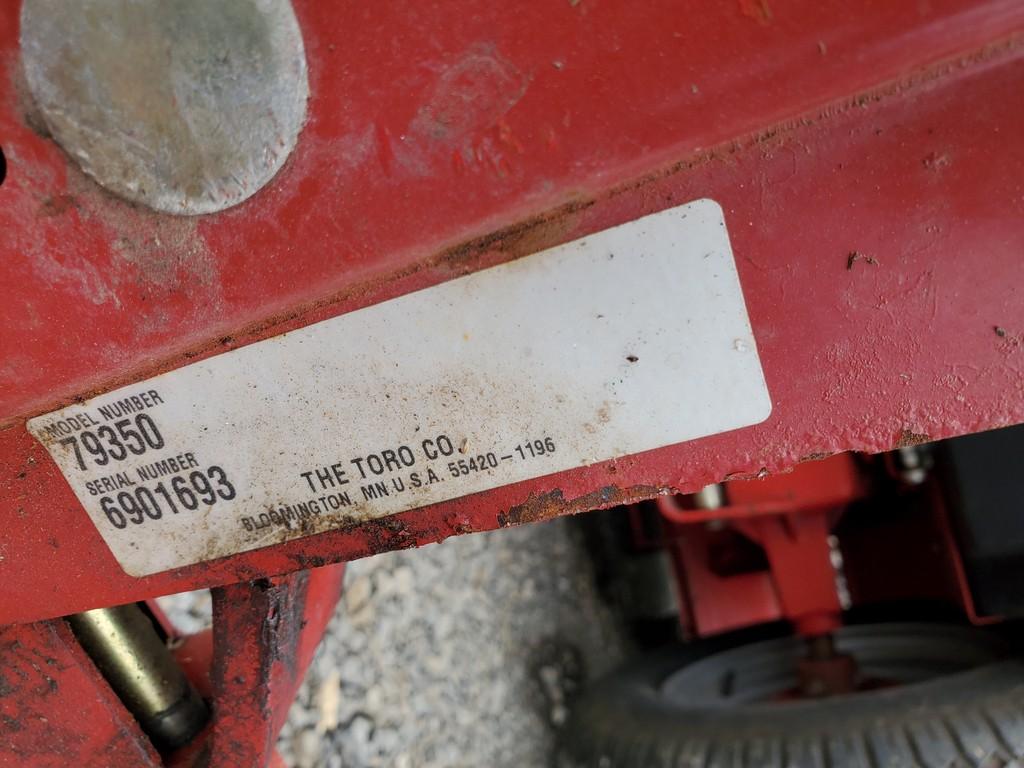 MODEL NUMBER
79350
SERIAL NUMBER
6901693
THE TORO CO.
BLOOMINGTON, MN U.S.A. 55420-1196